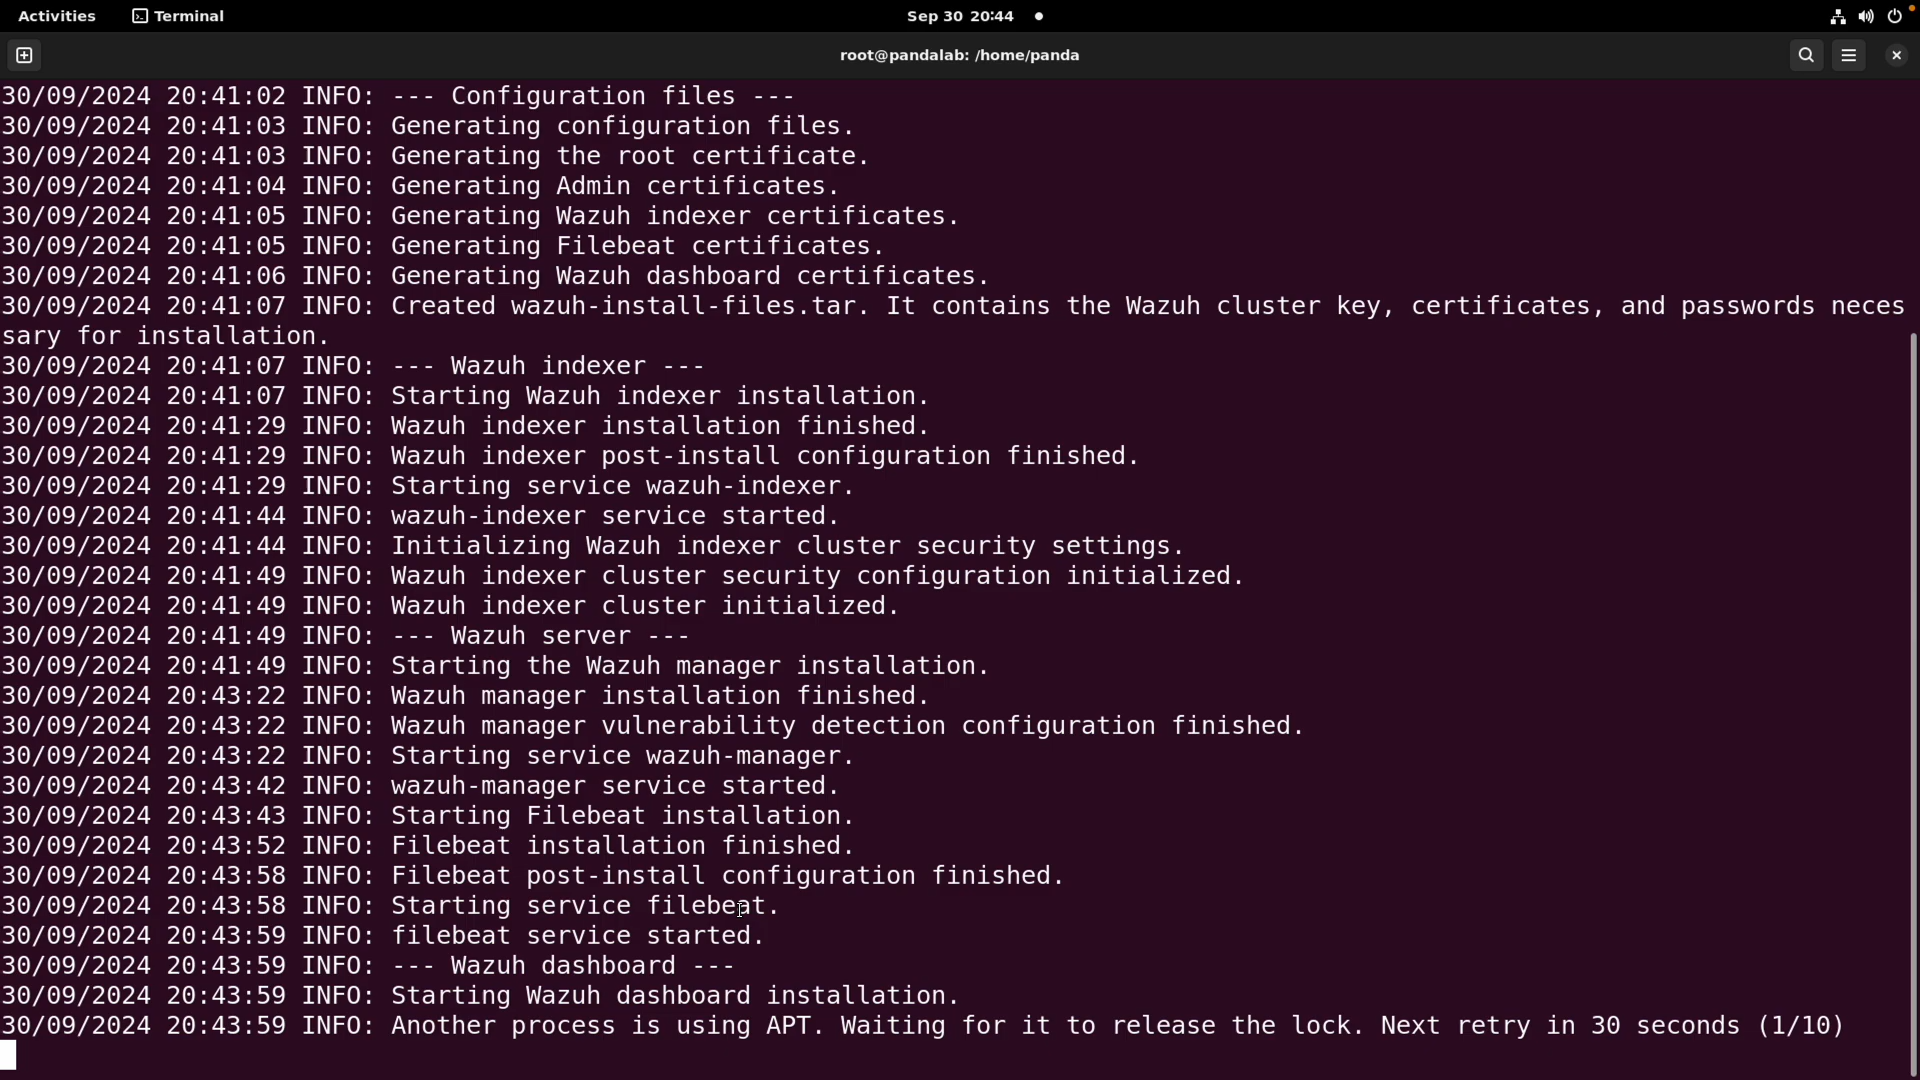 Activities Terminal Sep 30 20:44
root@pandalab: /home/panda
30/09/2024 20:41:02 INFO: --- Configuration files ---
30/09/2024 20:41:03 INFO: Generating configuration files.
30/09/2024 20:41:03 INFO: Generating the root certificate.
30/09/2024 20:41:04 INFO: Generating Admin certificates.
30/09/2024 20:41:05 INFO: Generating Wazuh indexer certificates.
30/09/2024 20:41:05 INFO: Generating Filebeat certificates.
30/09/2024 20:41:06 INFO: Generating Wazuh dashboard certificates.
30/09/2024 20:41:07 INFO: Created wazuh-install-files.tar. It contains the Wazuh cluster key, certificates, and passwords neces
sary for installation.
30/09/2024 20:41:07 INFO: --- Wazuh indexer ---
30/09/2024 20:41:07 INFO: Starting Wazuh indexer installation.
30/09/2024 20:41:29 INFO: Wazuh indexer installation finished.
30/09/2024 20:41:29 INFO: Wazuh indexer post-install configuration finished.
30/09/2024 20:41:29 INFO: Starting service wazuh-indexer.
30/09/2024 20:41:44 INFO: wazuh-indexer service started.
30/09/2024 20:41:44 INFO: Initializing Wazuh indexer cluster security settings.
30/09/2024 20:41:49 INFO: Wazuh indexer cluster security configuration initialized.
30/09/2024 20:41:49 INFO: Wazuh indexer cluster initialized.
30/09/2024 20:41:49 INFO: --- Wazuh server ---
30/09/2024 20:41:49 INFO: Starting the Wazuh manager installation.
30/09/2024 20:43:22 INFO: Wazuh manager installation finished.
30/09/2024 20:43:22 INFO: Wazuh manager vulnerability detection configuration finished.
30/09/2024 20:43:22 INFO: Starting service wazuh-manager.
30/09/2024 20:43:42 INFO: wazuh-manager service started.
30/09/2024 20:43:43 INFO: Starting Filebeat installation.
30/09/2024 20:43:52 INFO: Filebeat installation finished.
30/09/2024 20:43:58 INFO: Filebeat post-install configuration finished.
30/09/2024 20:43:58 INFO: Starting service filebeat.
30/09/2024 20:43:59 INFO: filebeat service started.
30/09/2024 20:43:59 INFO: --- Wazuh dashboard ---
30/09/2024 20:43:59 INFO: Starting Wazuh dashboard installation.
30/09/2024 20:43:59 INFO: Another process is using APT. Waiting for it to release the lock. Next retry in 30 seconds (1/10)